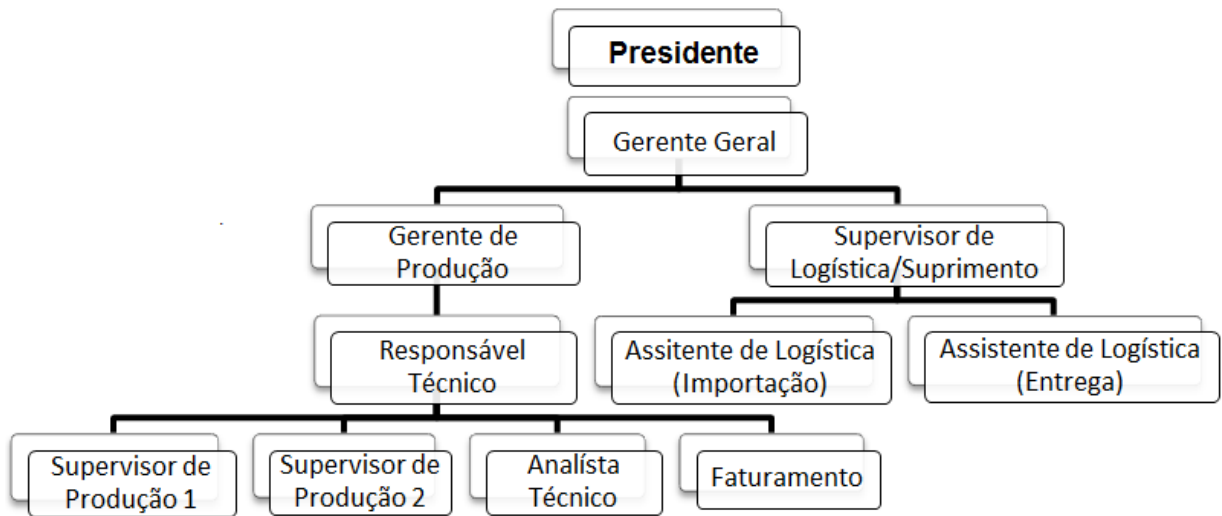 Presidente
Gerente Geral
Gerente de
Produção
Supervisor de
Logística/Suprimento
Responsável
Técnico
Assitente de Logística
(Importação)
Assistente de Logística
(Entrega)
Supervisor de
Produção 1
Supervisor de
Produção 2
Analísta
Técnico
Faturamento